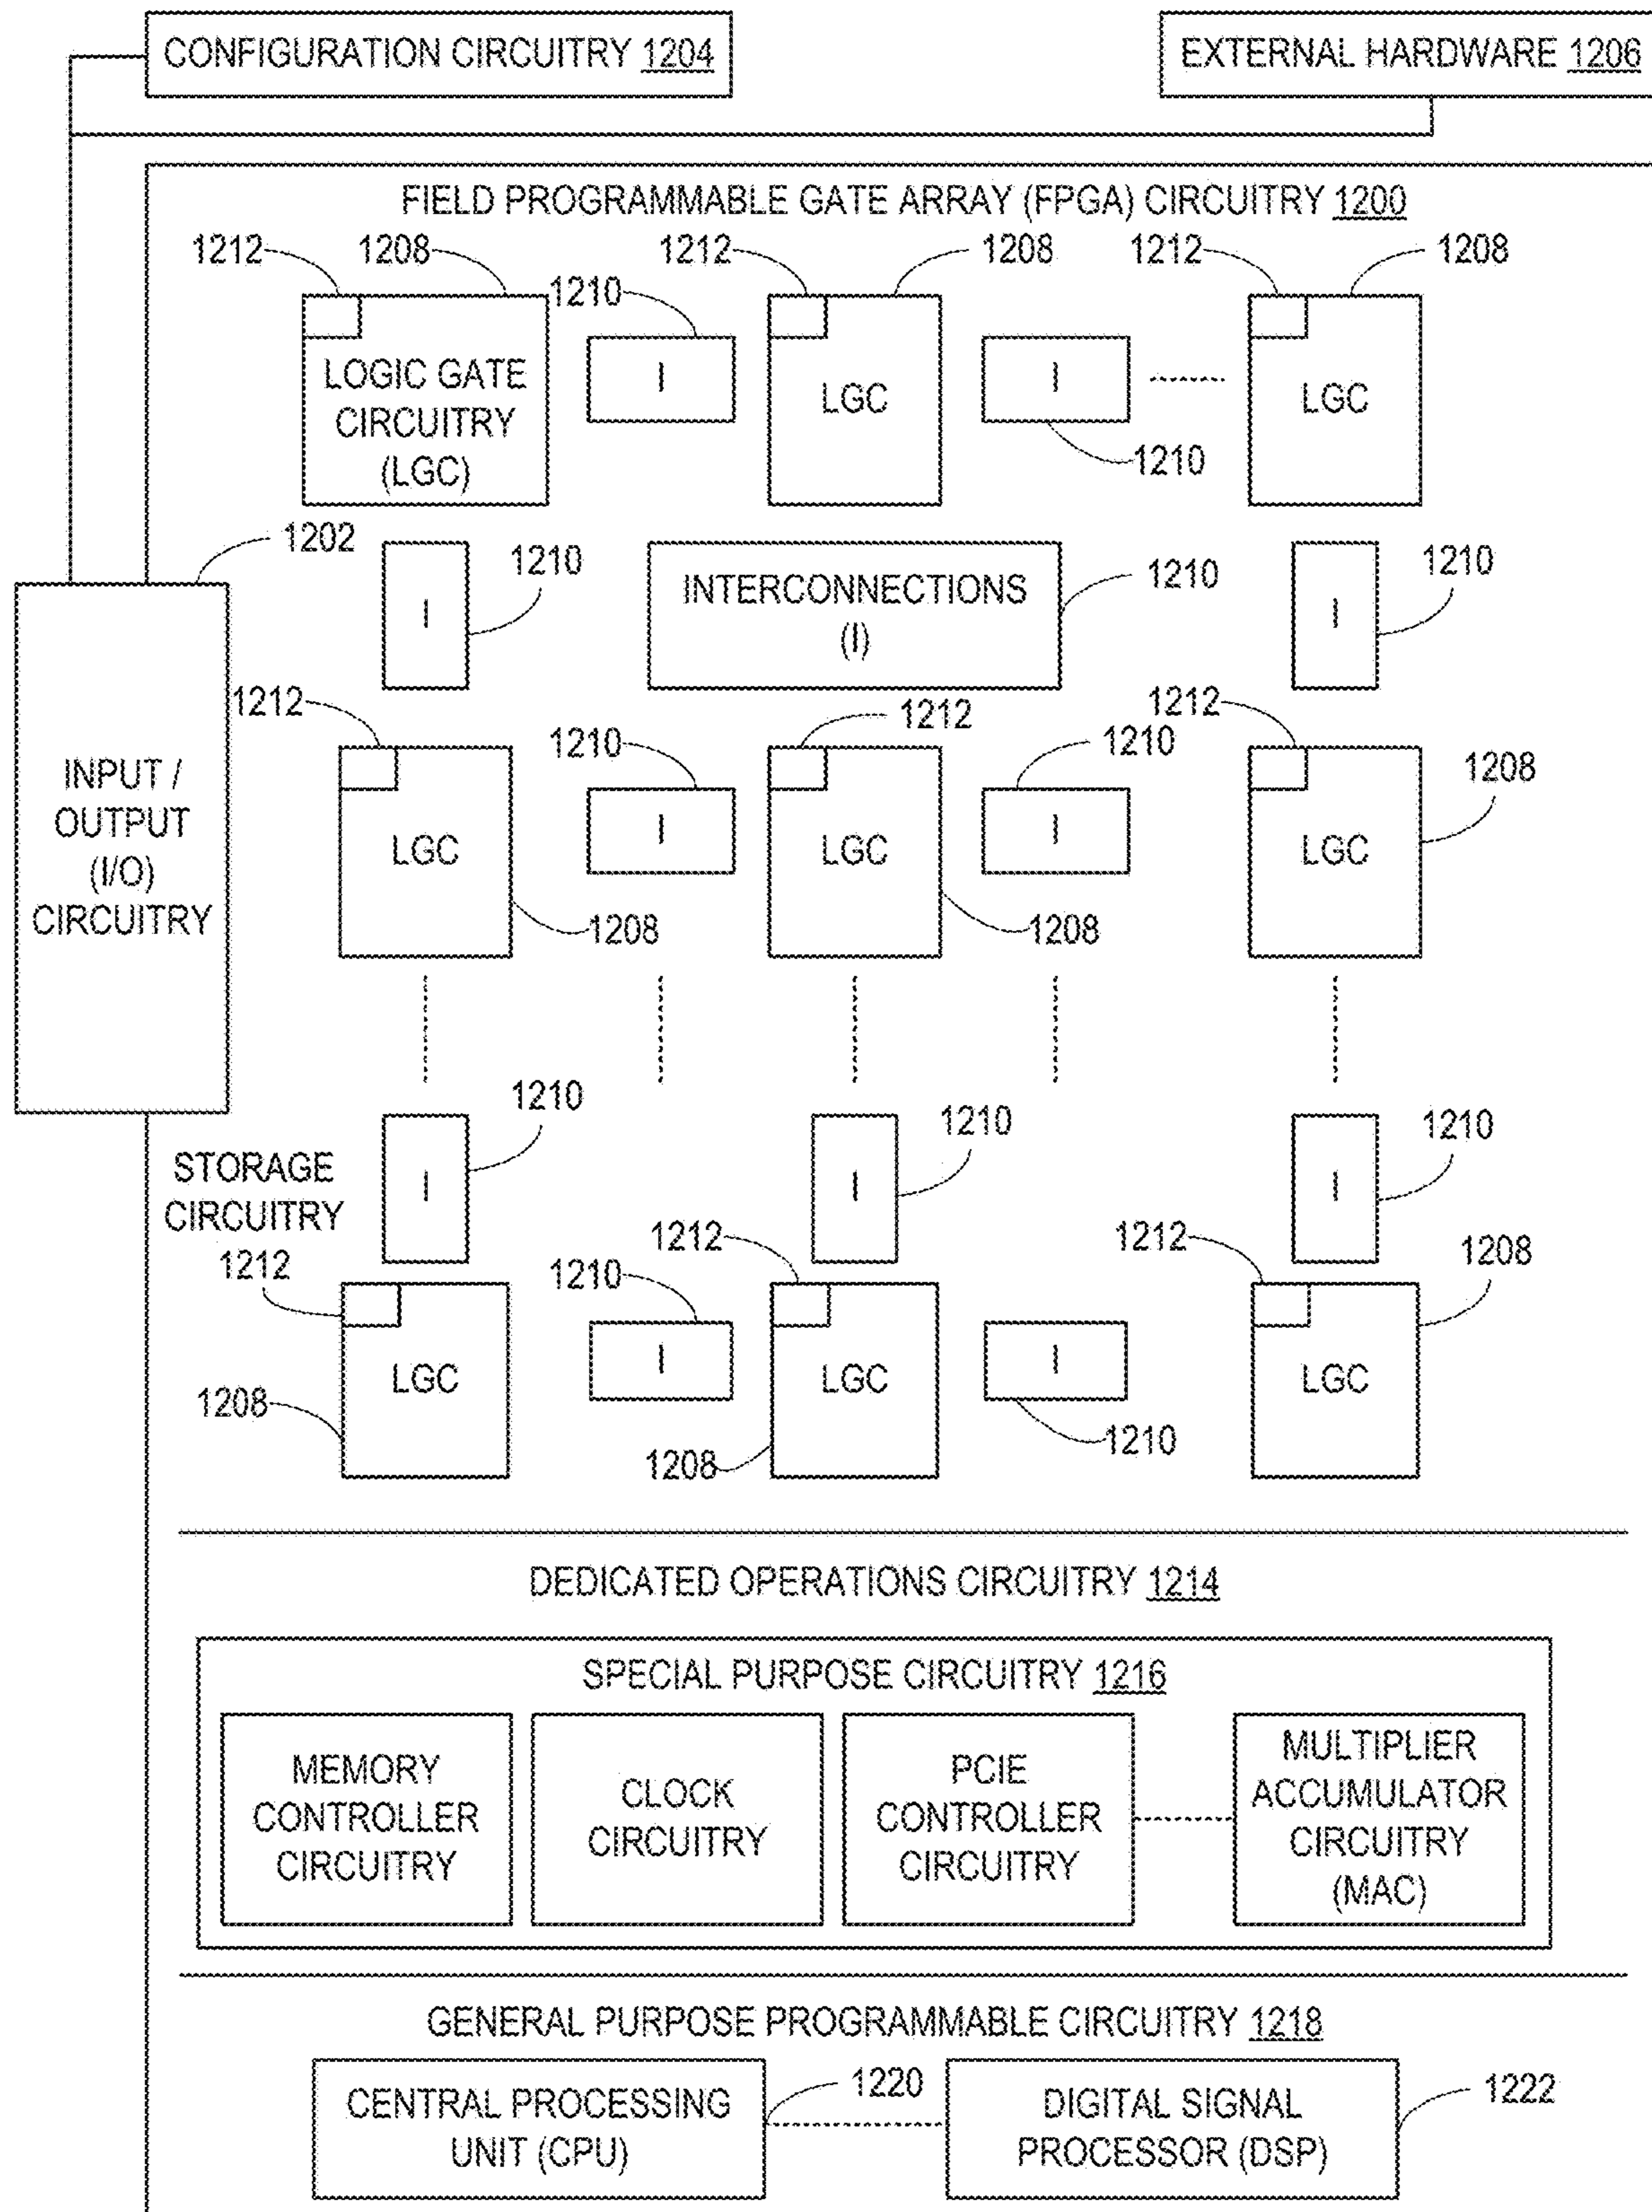 CONFIGURATION CIRCUITRY 1204
EXTERNAL HARDWARE 1206
FIELD PROGRAMMABLE GATE ARRAY (FPGA) CIRCUITRY 1200
1212
1208
1210
1212
1208
1212
1208
LOGIC GATE
CIRCUITRY
(LGC)
I
LGC
I
LGC
1210
1202
1210
INTERCONNECTIONS
(I)
1210
1210
I
I
1212
1210
1212
1210
1212
1208
INPUT /
OUTPUT
(I/O)
CIRCUITRY
LGC
I
LGC
I
LGC
1208
1208
1210
1210
1210
STORAGE
CIRCUITRY
1212
I
I
I
1212
1210
1212
1208
LGC
I
LGC
I
LGC
1208
1208
1210
DEDICATED OPERATIONS CIRCUITRY 1214
SPECIAL PURPOSE CIRCUITRY 1216
MEMORY
CONTROLLER
CIRCUITRY
CLOCK
CIRCUITRY
PCIE
CONTROLLER
CIRCUITRY
MULTIPLIER
ACCUMULATOR
CIRCUITRY
(MAC)
GENERAL PURPOSE PROGRAMMABLE CIRCUITRY 1218
CENTRAL PROCESSING
UNIT (CPU)
1220
DIGITAL SIGNAL
PROCESSOR (DSP)
1222